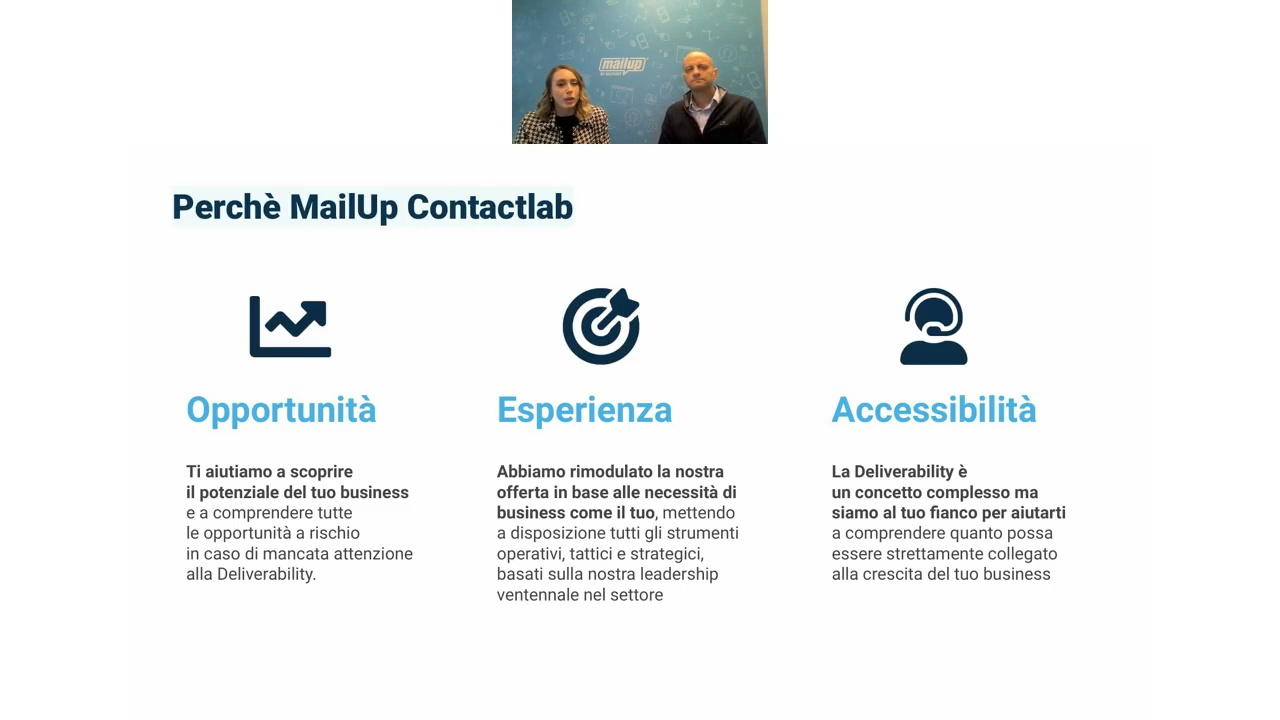 mailup
Perchè MailUp Contactlab
Opportunità
Ti aiutiamo a scoprire
il potenziale del tuo business
e a comprendere tutte
le opportunità a rischio
in caso di mancata attenzione
alla Deliverability.
Esperienza
Abbiamo rimodulato la nostra
offerta in base alle necessità di
business come il tuo, mettendo
a disposizione tutti gli strumenti
operativi, tattici e strategici,
basati sulla nostra leadership
ventennale nel settore
Accessibilità
La Deliverability è
un concetto complesso ma
siamo al tuo fianco per aiutarti
a comprendere quanto possa
essere strettamente collegato
alla crescita del tuo business